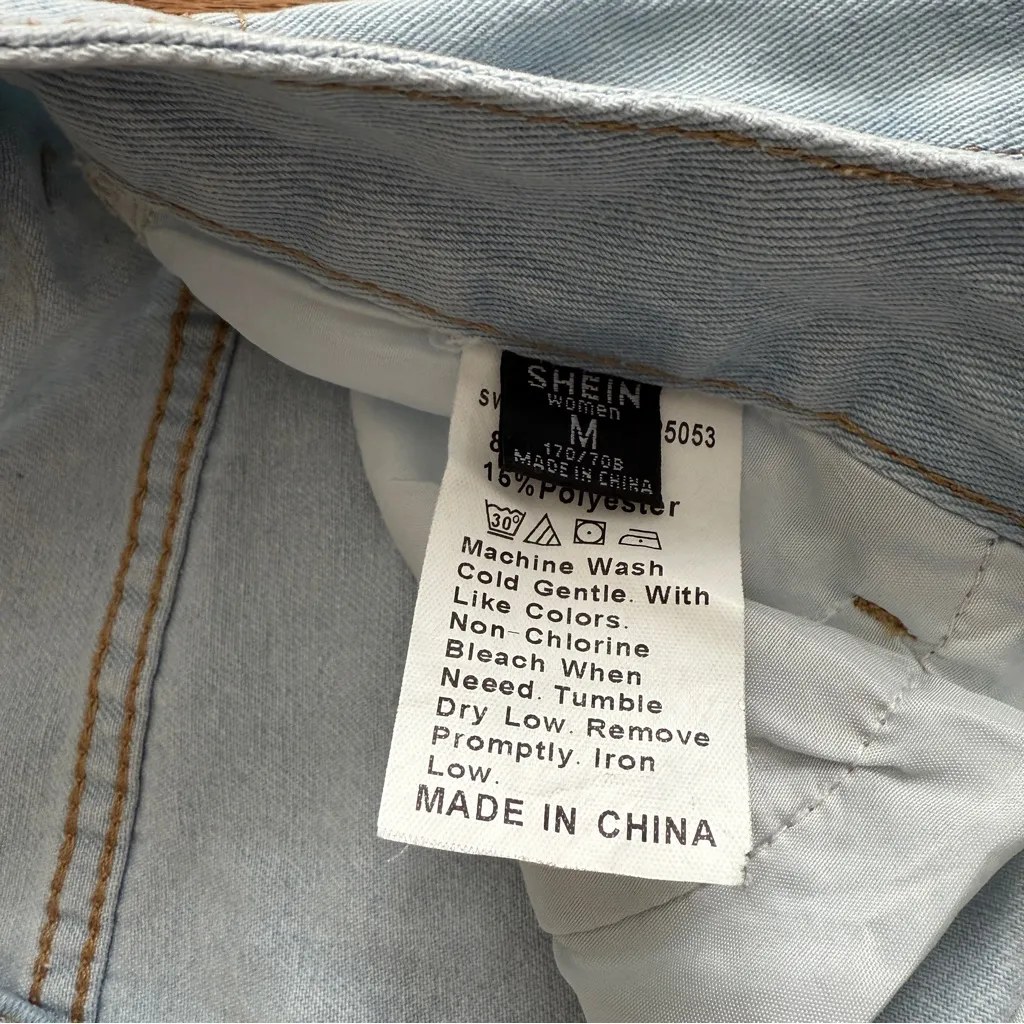 SHEIN
women
M
170/70B
MADE IN CHINA
5053
15%Polyester
30°
Machine Wash
Cold Gentle. With
Like Colors.
Non-Chlorine
Bleach When
Neeed. Tumble
Dry Low. Remove
Promptly. Iron
Low.
MADE IN CHINA